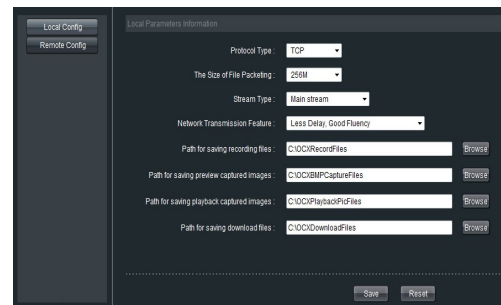 Local Config
Remote Config
Local Parameters Information
Protocol Type : TCP
The Size of File Packeting : 256M
Stream Type : Main stream
Network Transmission Feature : Less Delay, Good Fluency
Path for saving recording files : C:\OCXRecordFiles Browse
Path for saving preview captured images : C:\OCXBMPCaptureFiles Browse
Path for saving playback captured images : C:\OCXPlaybackPicFiles Browse
Path for saving download files : C:\OCXDownloadFiles Browse
Save Reset